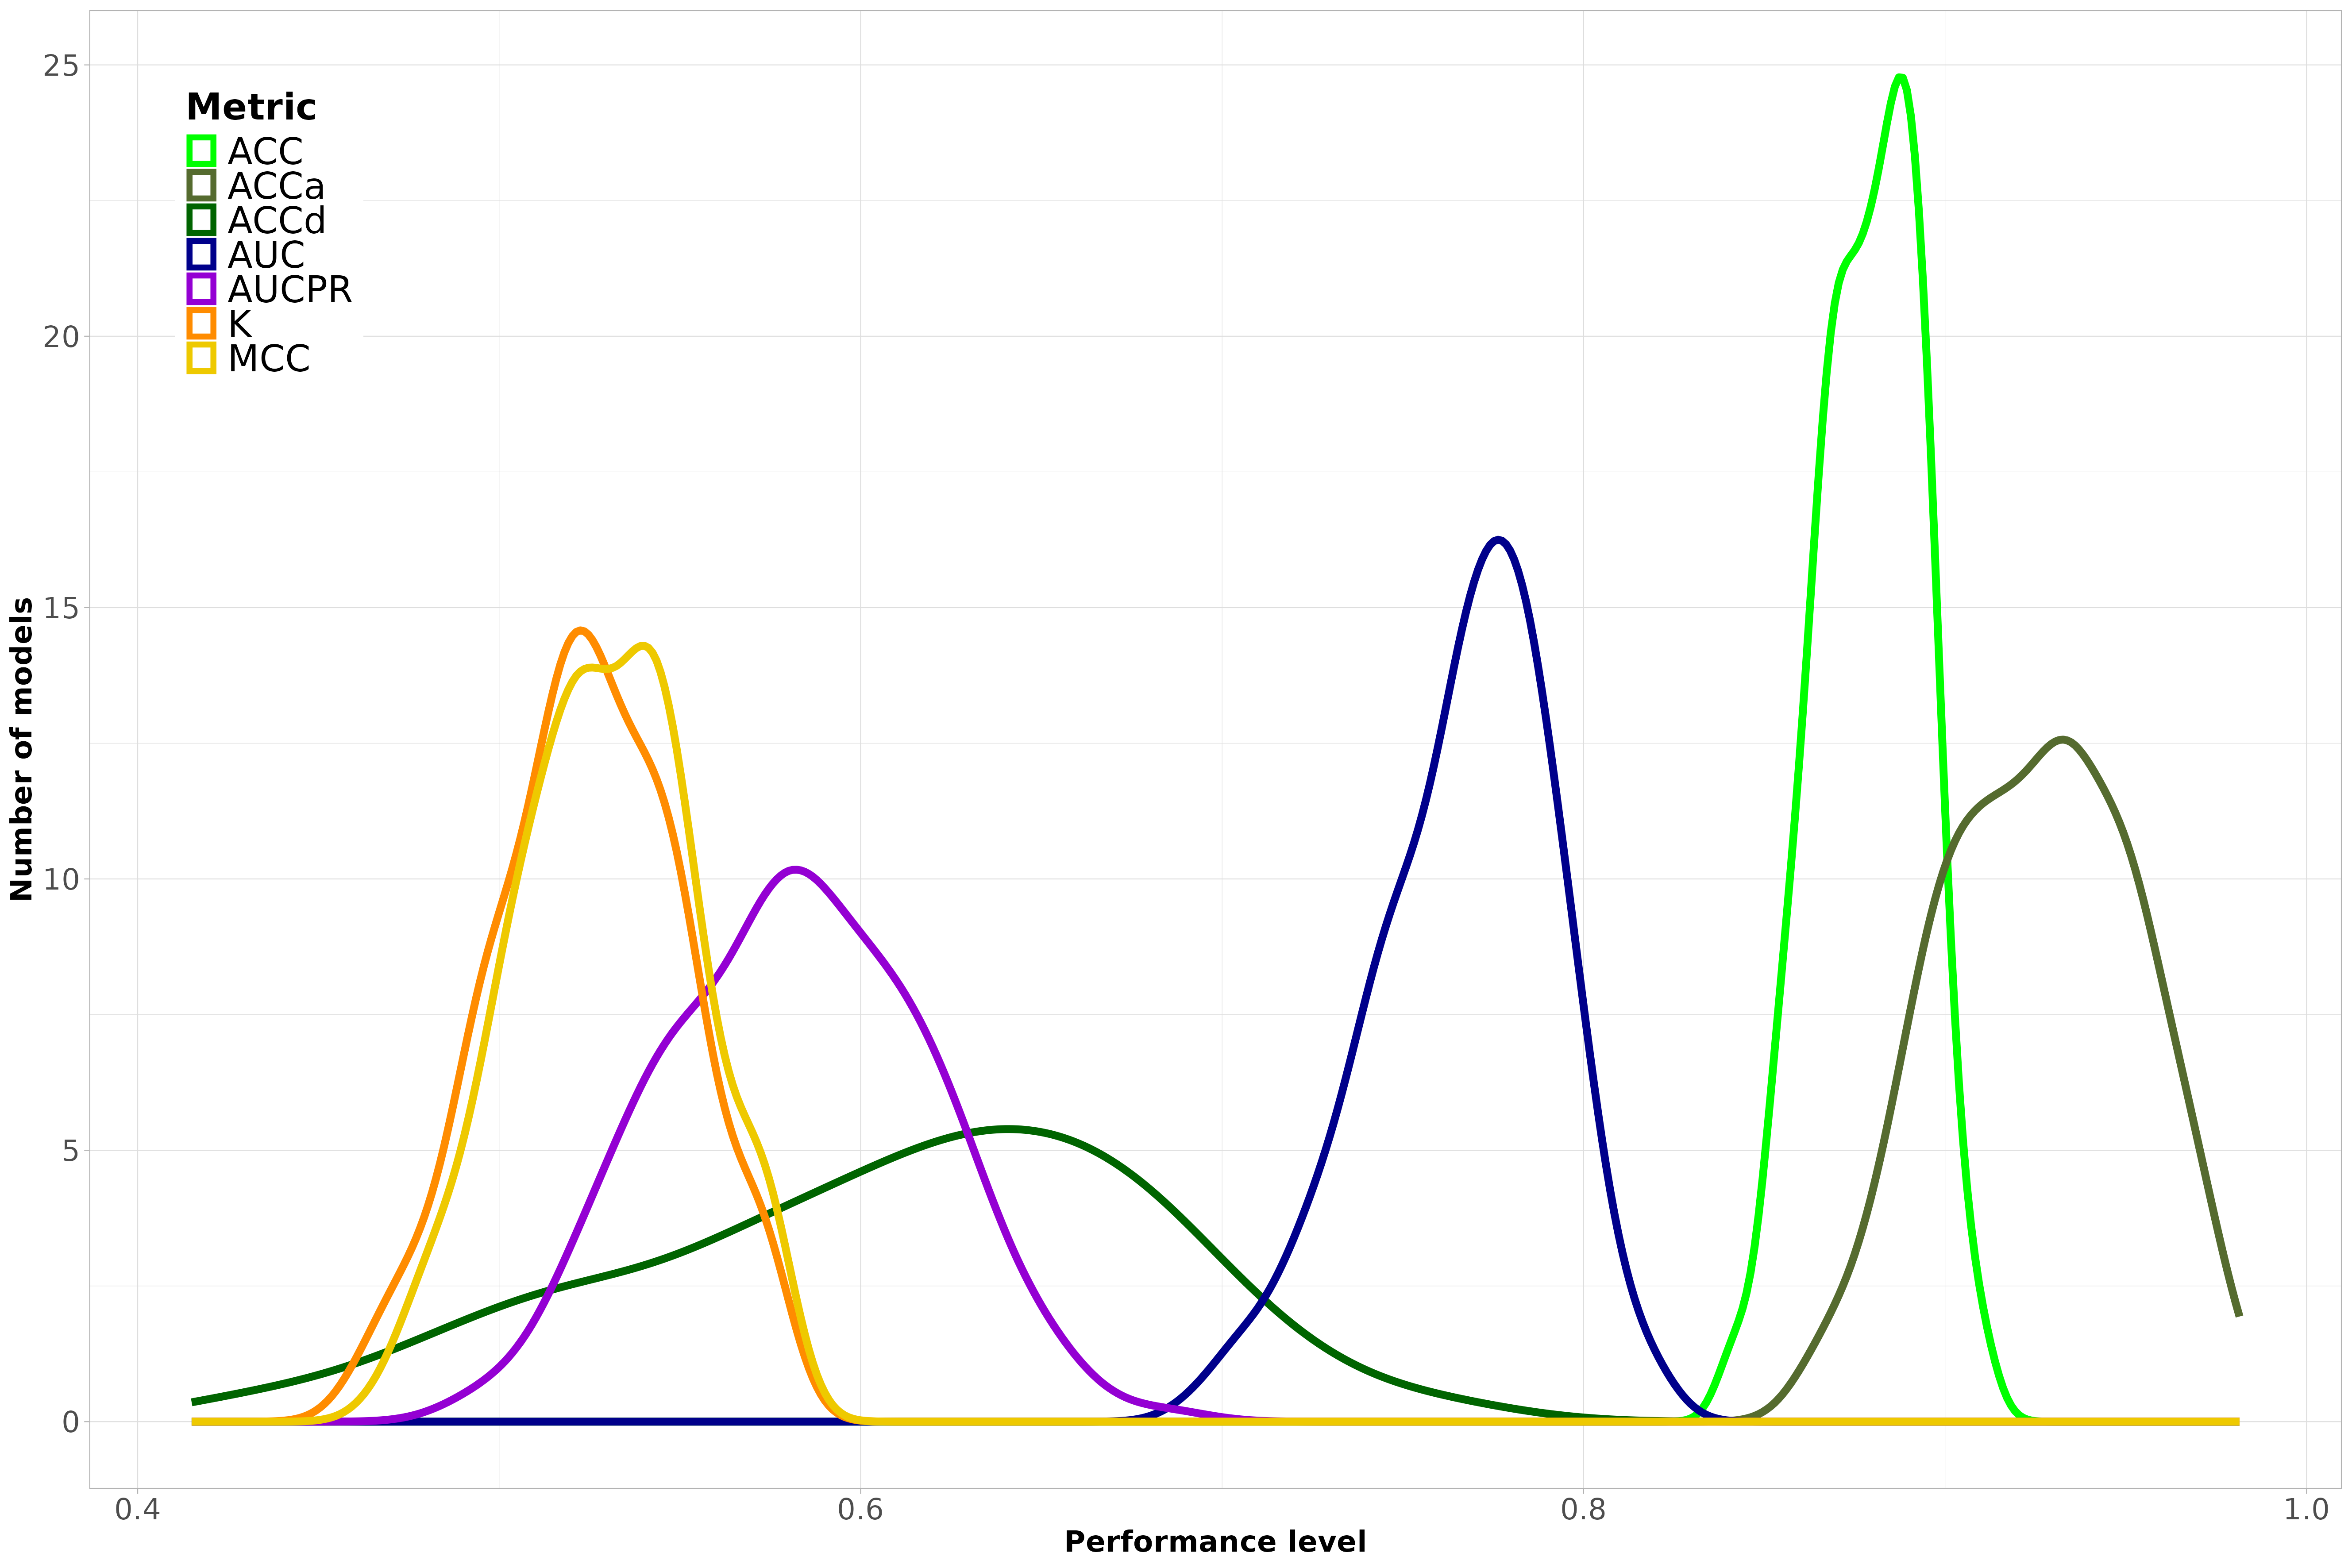 Metric
ACC
ACCa
ACCd
AUC
AUCPR
K
MCC
Number of models
25
20
15
10
5
0
0.4
0.6
0.8
1.0
Performance level